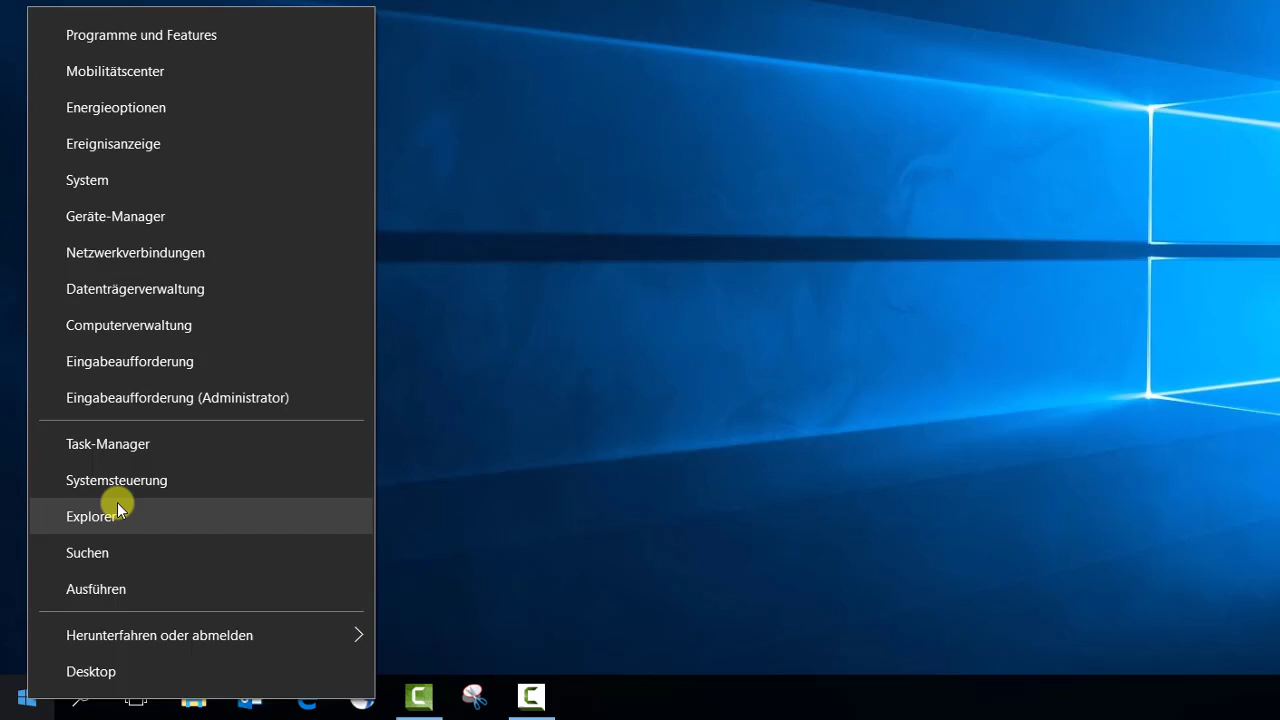 Programme und Features
Mobilitätscenter
Energieoptionen
Ereignisanzeige
System
Geräte-Manager
Netzwerkverbindungen
Datenträgerverwaltung
Computerverwaltung
Eingabeaufforderung
Eingabeaufforderung (Administrator)
Task-Manager
Systemsteuerung
Explorer
Suchen
Ausführen
Herunterfahren oder abmelden
Desktop